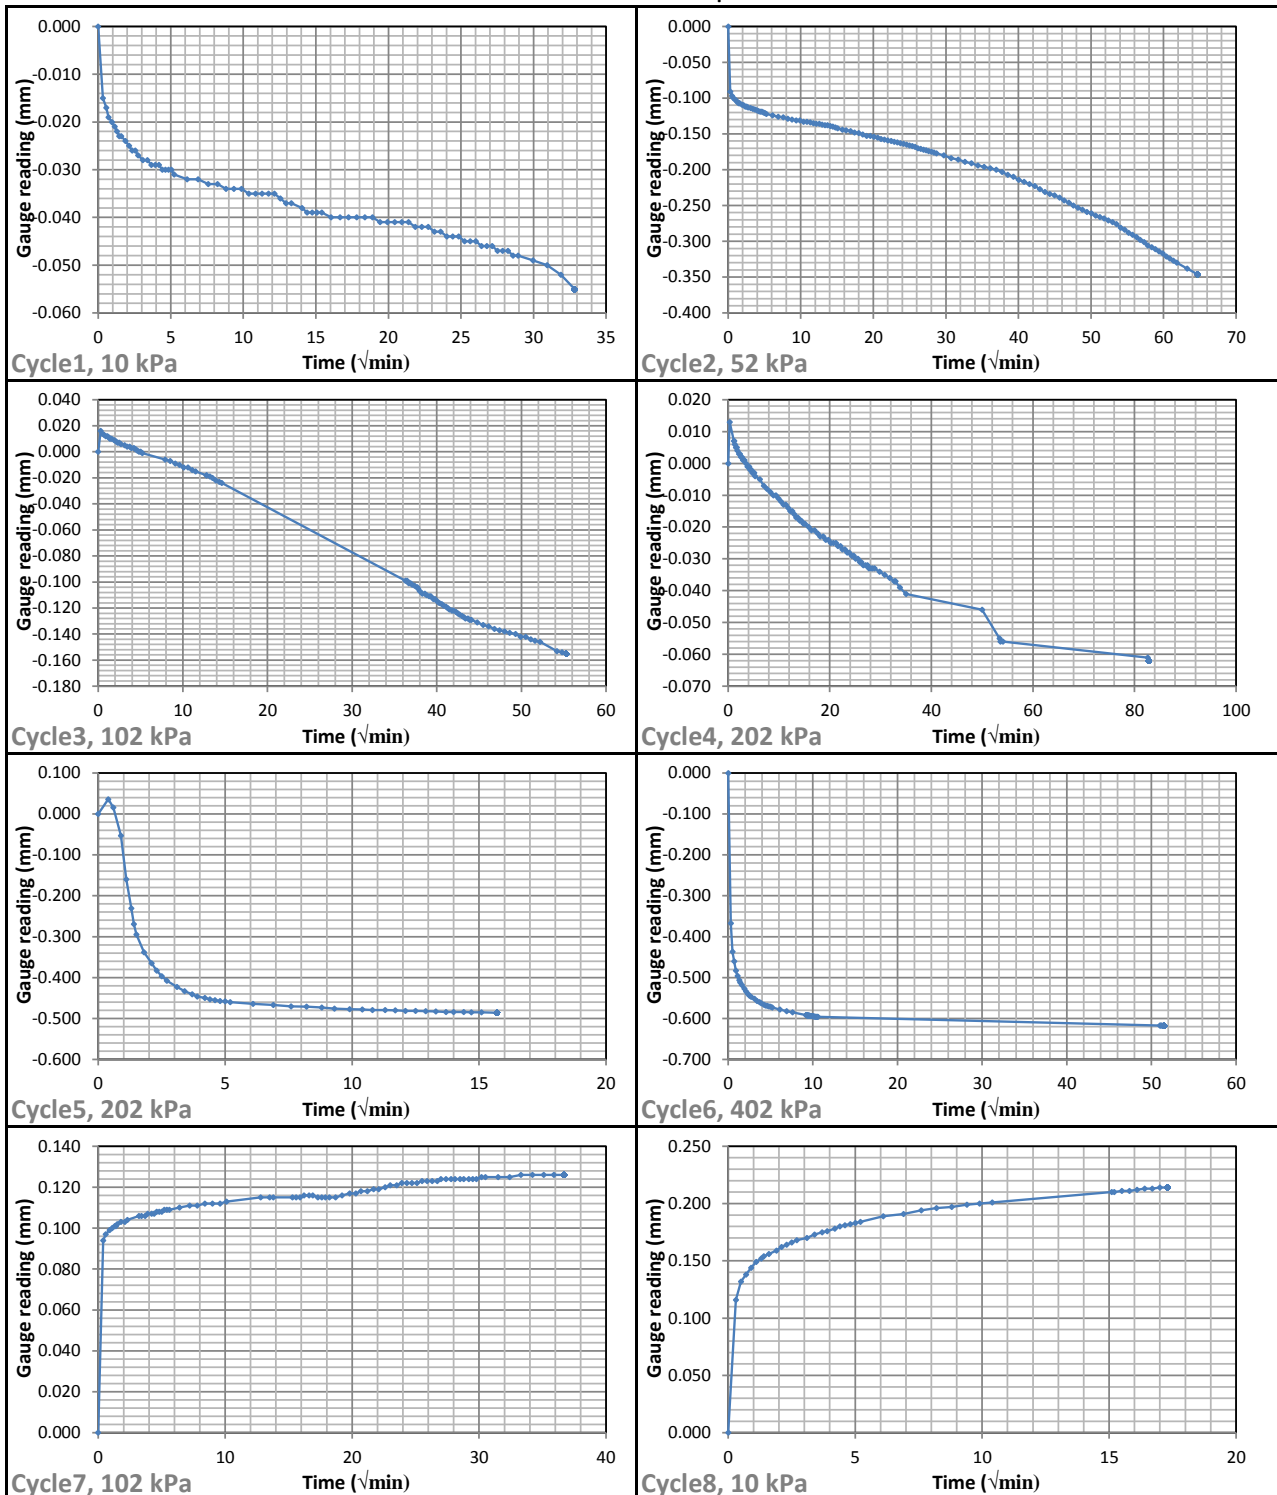 0.000
-0.010
-0.020
-0.030
-0.040
-0.050
-0.060
0 5 10 15 20 25 30 35
Gauge reading (mm)
Time (√min)
Cycle1, 10 kPa
0.000
-0.050
-0.100
-0.150
-0.200
-0.250
-0.300
-0.350
-0.400
0 10 20 30 40 50 60 70
Gauge reading (mm)
Time (√min)
Cycle2, 52 kPa
0.040
0.020
0.000
-0.020
-0.040
-0.060
-0.080
-0.100
-0.120
-0.140
-0.160
-0.180
0 10 20 30 40 50 60
Gauge reading (mm)
Time (√min)
Cycle3, 102 kPa
0.020
0.010
0.000
-0.010
-0.020
-0.030
-0.040
-0.050
-0.060
-0.070
0 20 40 60 80 100
Gauge reading (mm)
Time (√min)
Cycle4, 202 kPa
0.100
0.000
-0.100
-0.200
-0.300
-0.400
-0.500
-0.600
0 5 10 15 20
Gauge reading (mm)
Time (√min)
Cycle5, 202 kPa
0.000
-0.100
-0.200
-0.300
-0.400
-0.500
-0.600
-0.700
0 10 20 30 40 50 60
Gauge reading (mm)
Time (√min)
Cycle6, 402 kPa
0.140
0.120
0.100
0.080
0.060
0.040
0.020
0.000
0 10 20 30 40
Gauge reading (mm)
Time (√min)
Cycle7, 102 kPa
0.250
0.200
0.150
0.100
0.050
0.000
0 5 10 15 20
Gauge reading (mm)
Time (√min)
Cycle8, 10 kPa